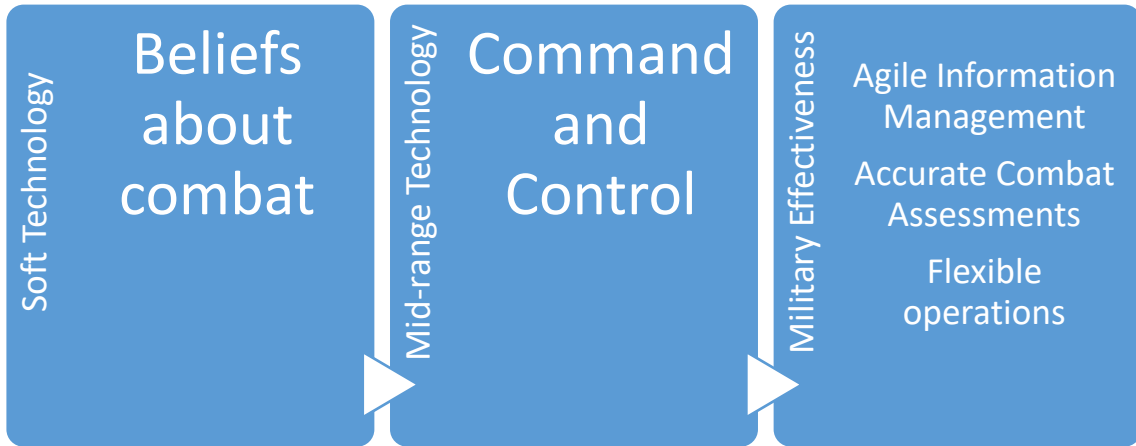 Soft Technology
Beliefs
about
combat
Mid-range Technology
Command
and
Control
Military Effectiveness
Agile Information
Management
Accurate Combat
Assessments
Flexible
operations